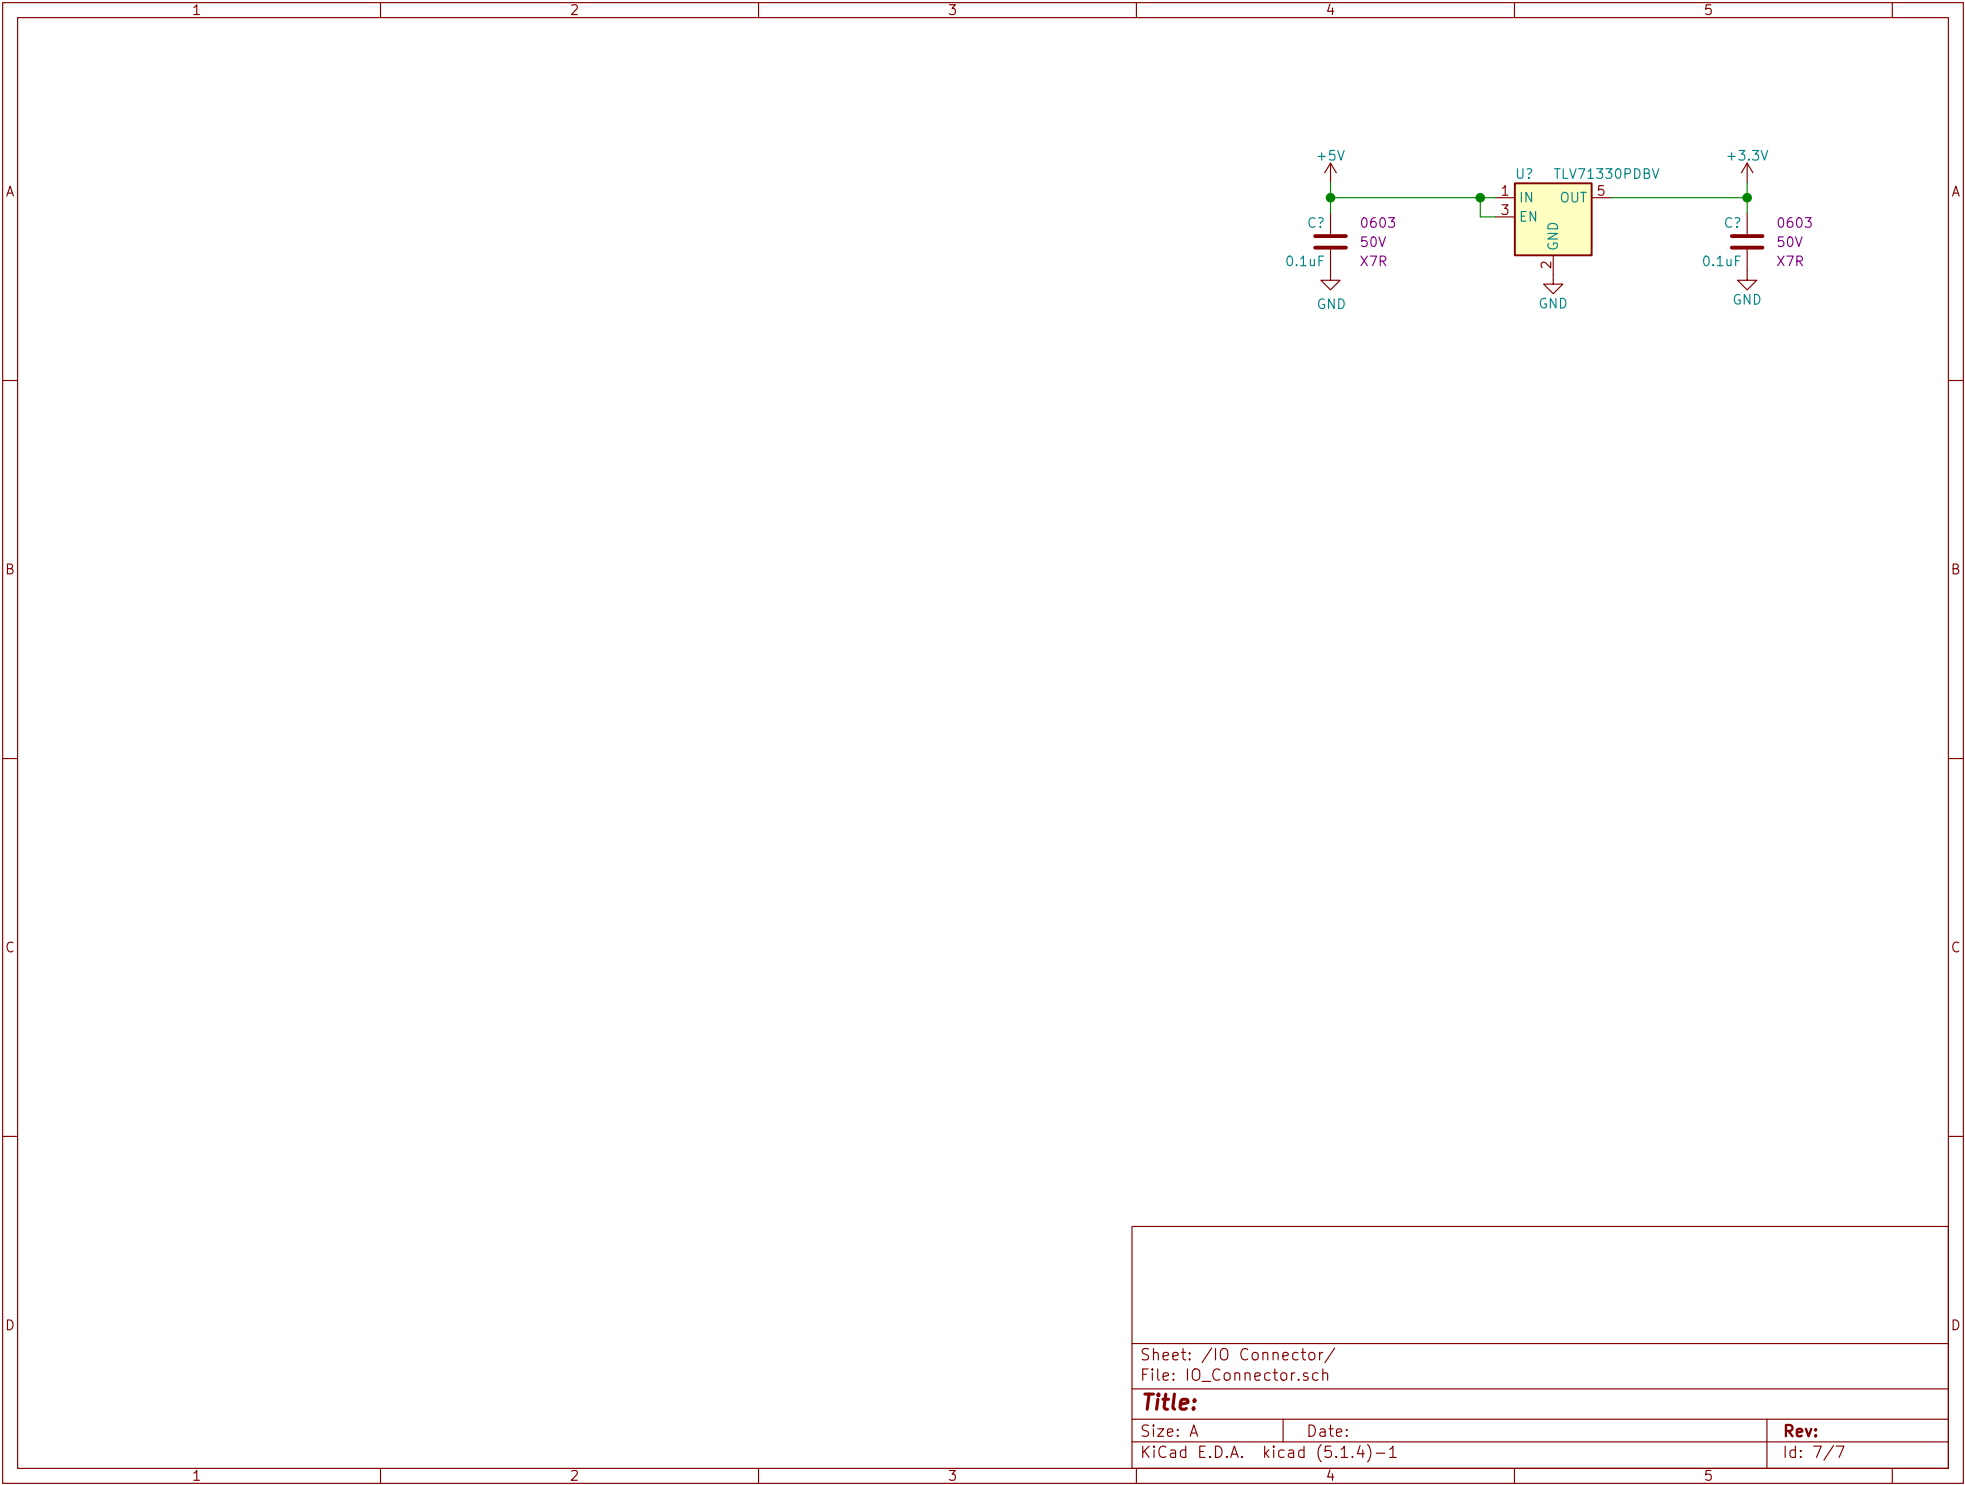 1 2 3 4 5
A A
+5V +3.3V
U? TLV71330PDBV
1 IN OUT 5
3 EN
GND
2
C? 0603
50V
0.1uF X7R
GND
GND
C? 0603
50V
0.1uF X7R
GND
B B
C C
D D
Sheet: /IO Connector/
File: IO_Connector.sch
Title:
Size: A Date: Rev:
KiCad E.D.A. kicad (5.1.4)-1 Id: 7/7
1 2 3 4 5